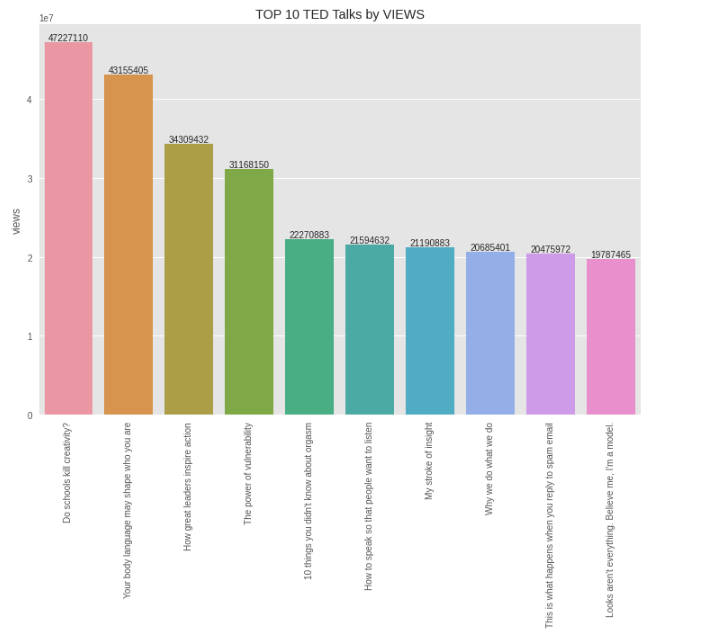 TOP 10 TED Talks by VIEWS
1e7
47227110
43155405
34309432
31168150
22270883
21594632
21190883
20685401
20475972
19787465
4
3
2
1
0
views
Do schools kill creativity?
Your body language may shape who you are
How great leaders inspire action
The power of vulnerability
10 things you didn't know about orgasm
How to speak so that people want to listen
My stroke of insight
Why we do what we do
This is what happens when you reply to spam email
Looks aren't everything. Believe me, I'm a model.